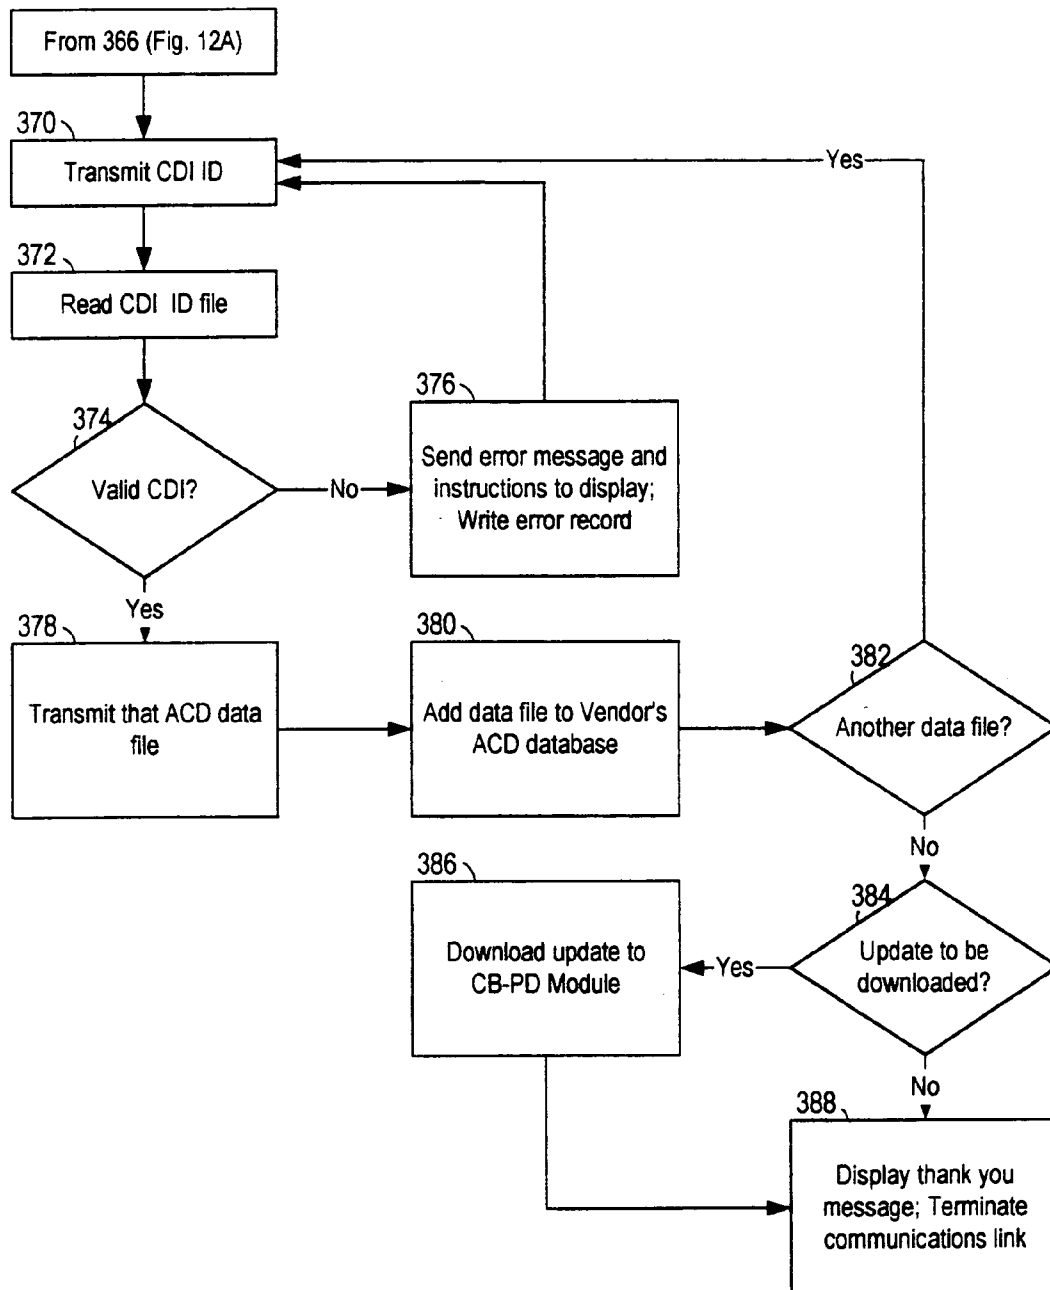 From 366 (Fig. 12A)
370
Transmit CDI ID
Yes
372
Read CDI ID file
376
374
Send error message and
instructions to display;
Write error record
Valid CDI?
No
Yes
378
380
382
Transmit that ACD data
file
Add data file to Vendor's
ACD database
Another data file?
No
386
384
Download update to
CB-PD Module
Yes
Update to be
downloaded?
No
388
Display thank you
message; Terminate
communications link